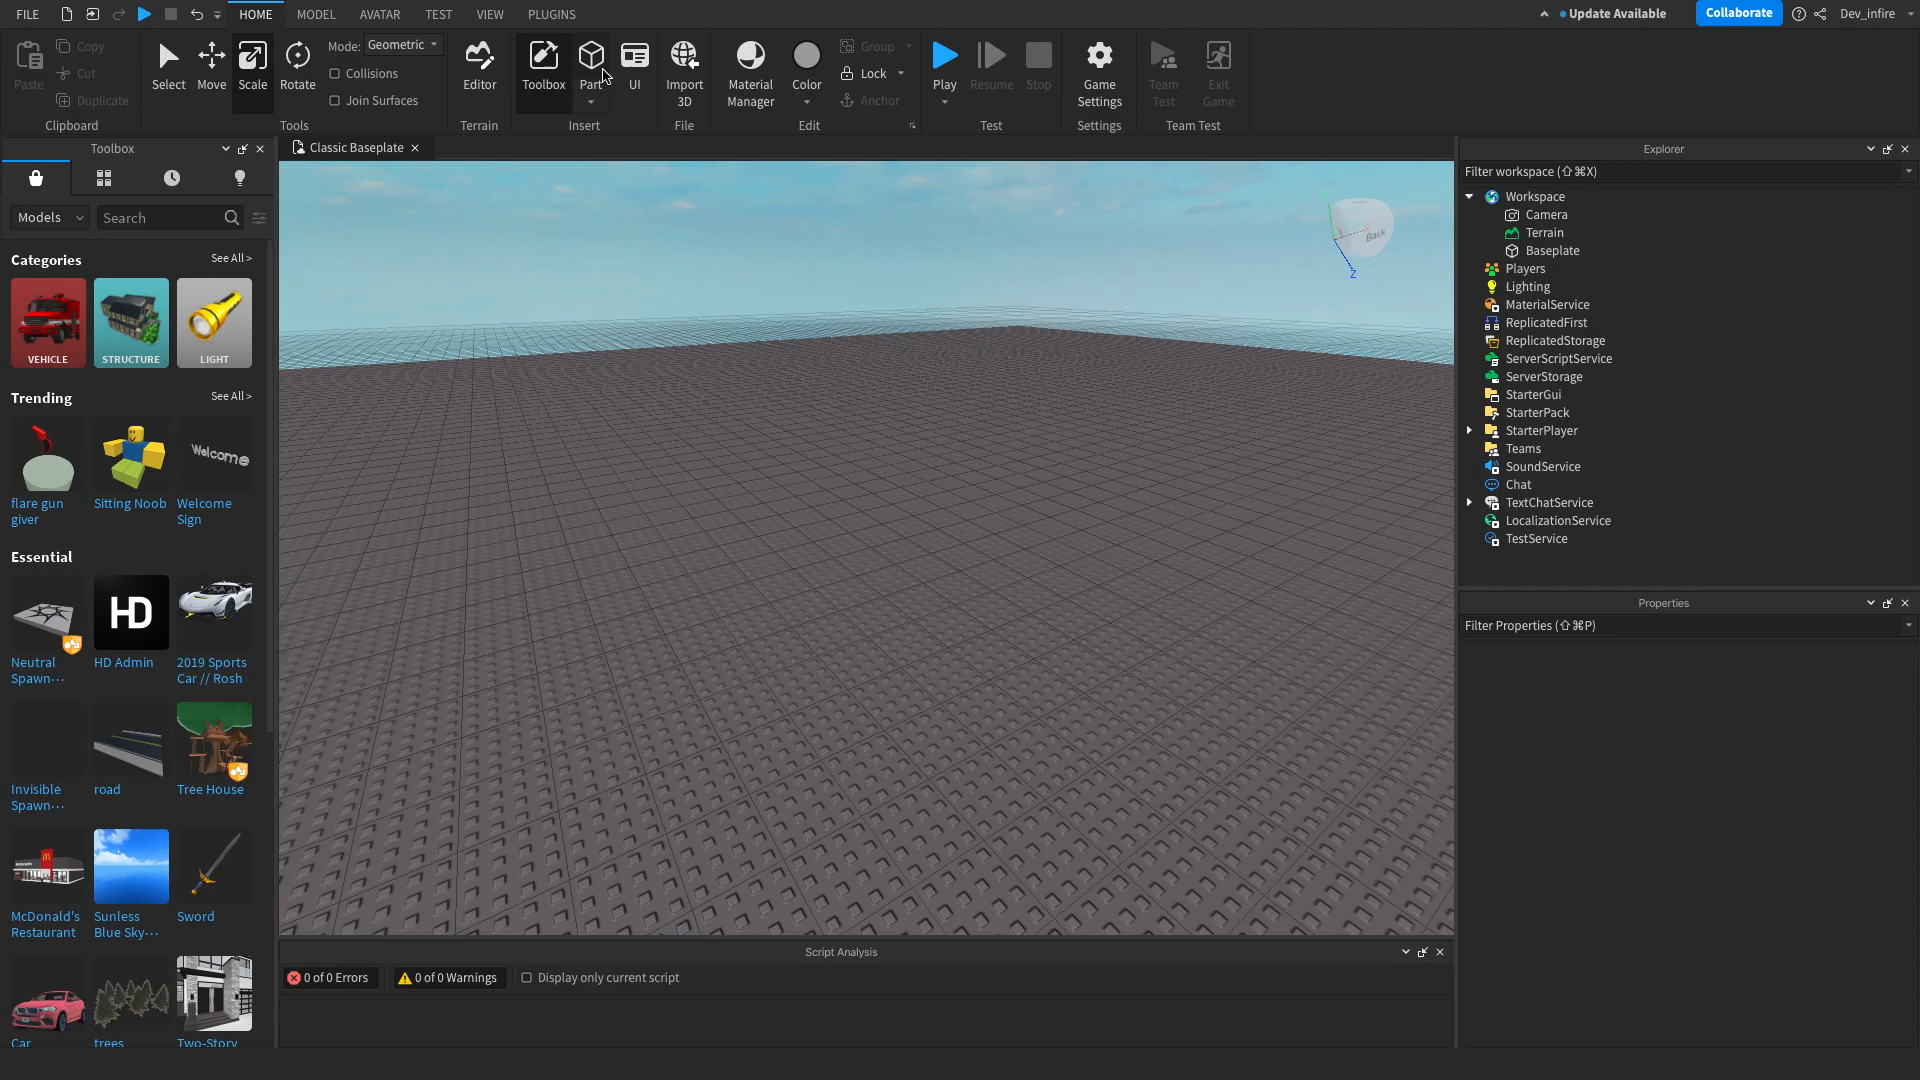 FILE
HOME
MODEL
AVATAR
TEST
VIEW
PLUGINS
Update Available
Collaborate
Dev_infire
Paste
Copy
Cut
Duplicate
Clipboard
Select
Move
Scale
Rotate
Mode: Geometric
Collisions
Join Surfaces
Tools
Editor
Terrain
Toolbox
Part
UI
Insert
Import
3D
File
Material
Manager
Color
Group
Lock
Anchor
Edit
Play
Resume
Stop
Test
Game
Settings
Settings
Team
Test
Exit
Game
Team Test
Toolbox
Models
Search
Categories
See All >
VEHICLE
STRUCTURE
LIGHT
Trending
See All >
Welcome
flare gun
giver
Sitting Noob
Welcome
Sign
Essential
HD
Neutral
Spawn···
HD Admin
2019 Sports
Car // Rosh
Invisible
Spawn···
road
Tree House
McDonald's
Restaurant
Sunless
Blue Sky···
Sword
Car
trees
Two-Story
Classic Baseplate
Back
Z
Script Analysis
0 of 0 Errors
0 of 0 Warnings
Display only current script
Explorer
Filter workspace (⇧⌘X)
Workspace
Camera
Terrain
Baseplate
Players
Lighting
MaterialService
ReplicatedFirst
ReplicatedStorage
ServerScriptService
ServerStorage
StarterGui
StarterPack
StarterPlayer
Teams
SoundService
Chat
TextChatService
LocalizationService
TestService
Properties
Filter Properties (⇧⌘P)